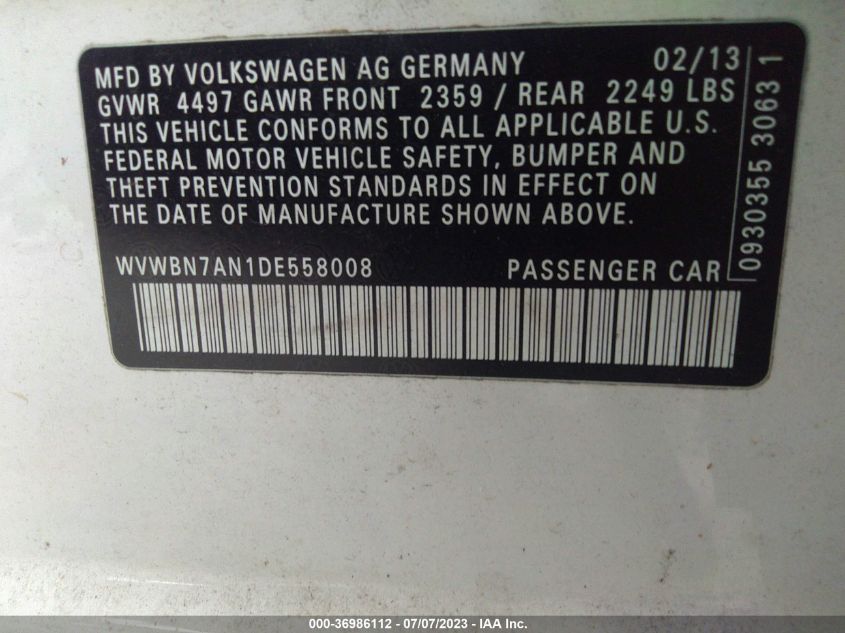 MFD BY VOLKSWAGEN AG GERMANY 02/13
GVWR 4497 GAWR FRONT 2359 / REAR 2249 LBS
THIS VEHICLE CONFORMS TO ALL APPLICABLE U.S.
FEDERAL MOTOR VEHICLE SAFETY, BUMPER AND
THEFT PREVENTION STANDARDS IN EFFECT ON
THE DATE OF MANUFACTURE SHOWN ABOVE.
WVWBN7AN1DE558008 PASSENGER CAR
0930355 3063 1
000-36986112 - 07/07/2023 - IAAI Inc.